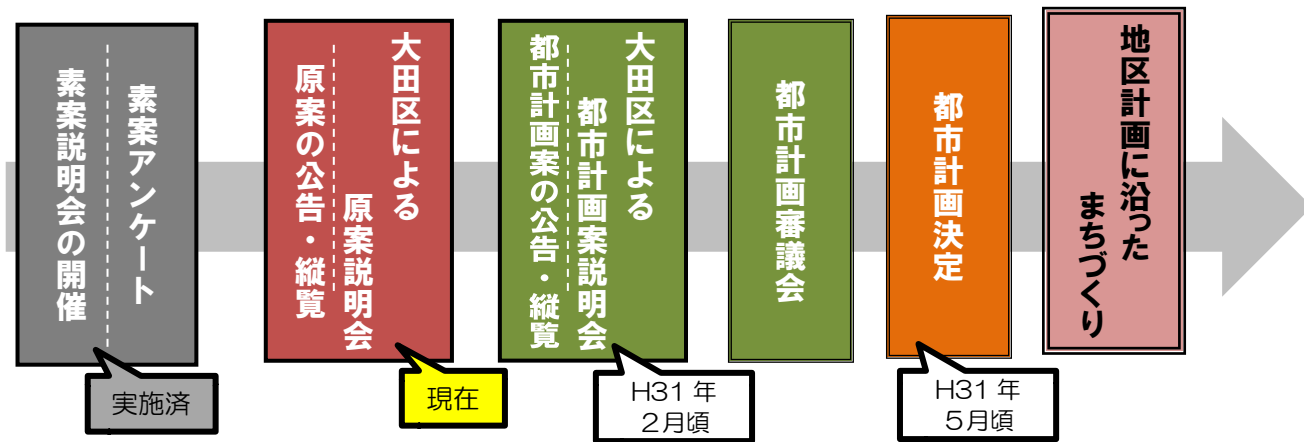 素案アンケート
素案説明会の開催
実施済
大田区による
原案説明会
原案の公告・縦覧
現在
大田区による
都市計画案説明会
都市計画案の公告・縦覧
H31年
2月頃
都市計画審議会
都市計画決定
H31年
5月頃
地区計画に沿った
まちづくり